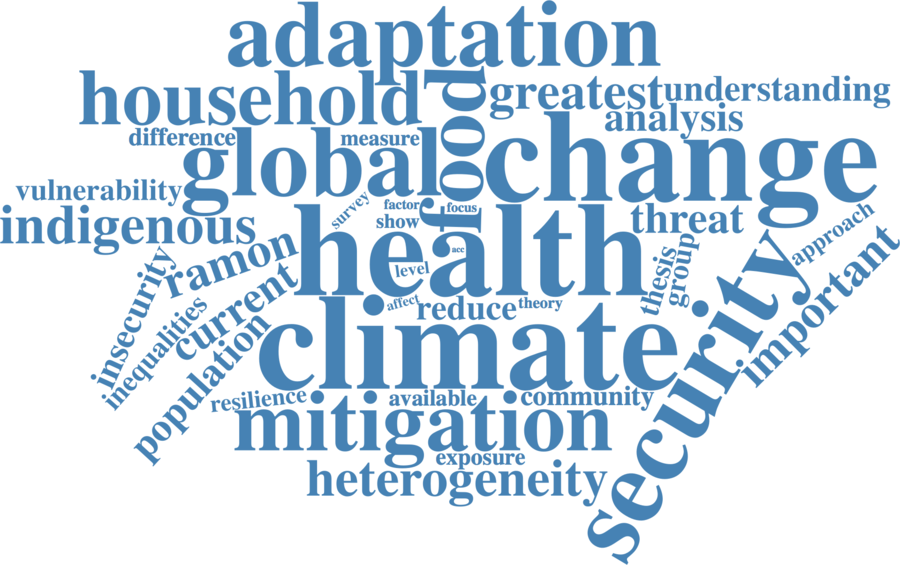 adaptation
household
food
greatest
understanding
analysis
difference
measure
global
change
vulnerability
factor
focus
survey
show
indigenous
health
threat
approach
ramon
acc
level
thesis
group
important
insecurity
current
affect
reduce
theory
inequalities
population
climate
security
resilience
available
community
mitigation
exposure
heterogeneity